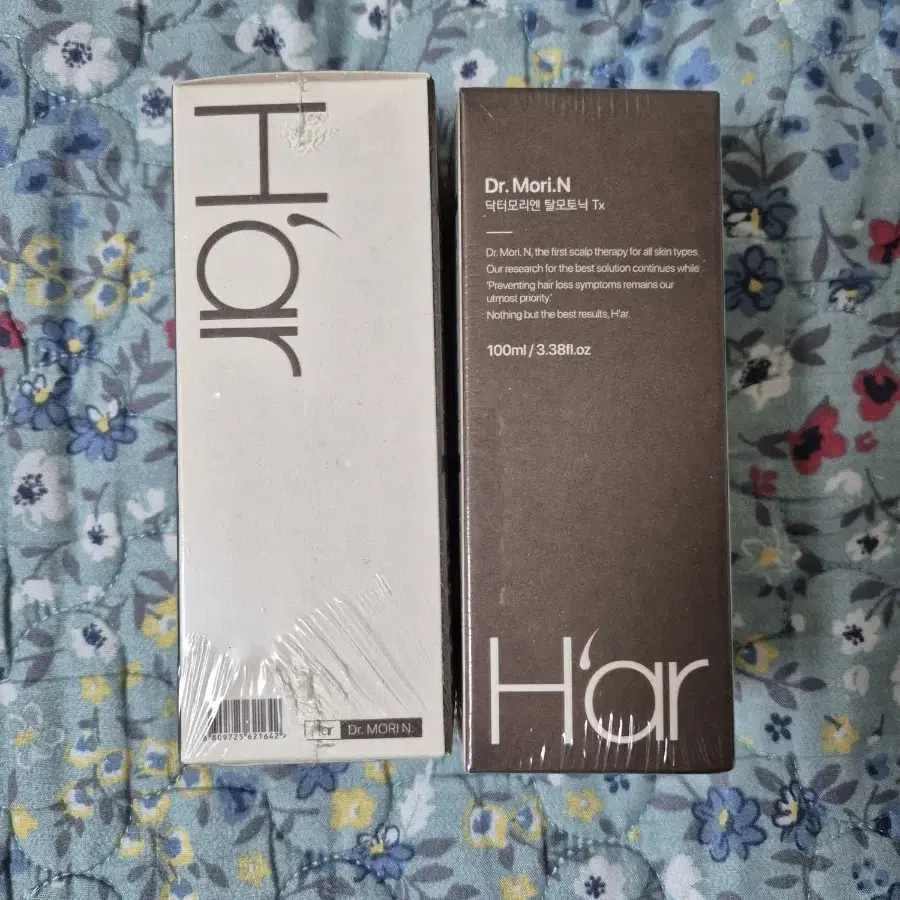 H'ar
8809725621642
H'ar Dr. MORI N.
Dr. Mori.N
닥터모리엔 탈모토닉 Tx
Dr. Mori. N, the first scalp therapy for all skin types.
Our research for the best solution continues while
'Preventing hair loss symptoms remains our
utmost priority.'
Nothing but the best results, H'ar.
100ml / 3.38fl.oz
H'ar